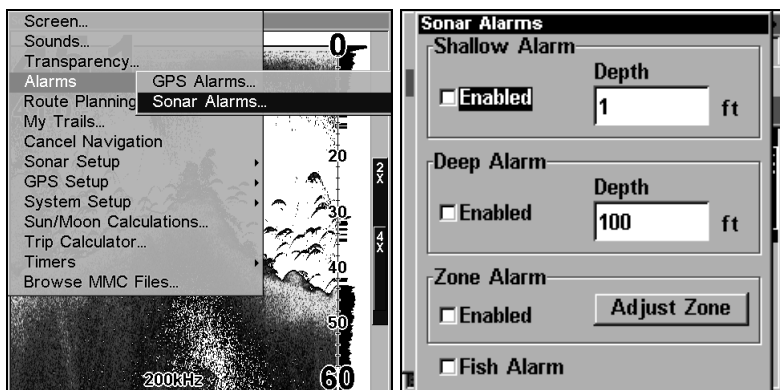 Screen...
Sounds...
Transparency...
Alarms
Route Planning
My Trails...
Cancel Navigation
Sonar Setup
GPS Setup
System Setup
Sun/Moon Calculations...
Trip Calculator...
Timers
Browse MMC Files...
GPS Alarms...
Sonar Alarms...
0
20
30
40
50
60
2X
4X
200kHz
Sonar Alarms
Shallow Alarm
Enabled
Depth
1 ft
Deep Alarm
Enabled
Depth
100 ft
Zone Alarm
Enabled
Adjust Zone
Fish Alarm